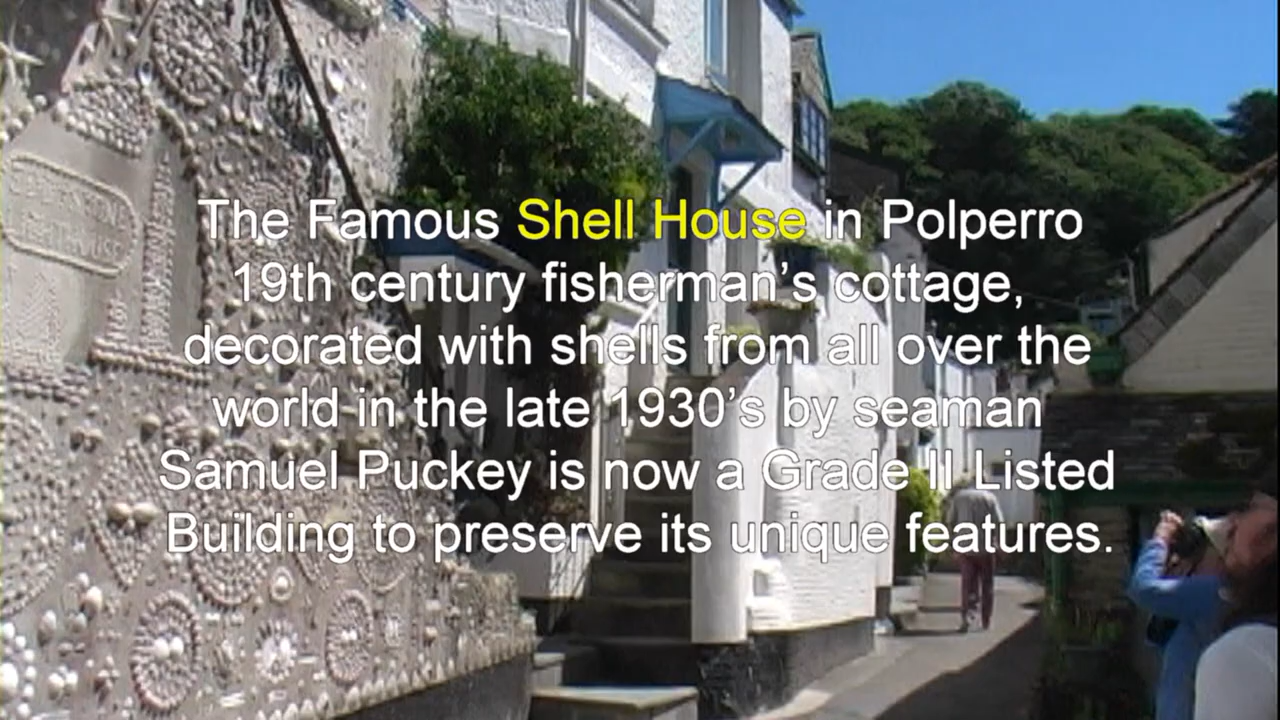 The Famous Shell House in Polperro
19th century fisherman’s cottage,
decorated with shells from all over the
world in the late 1930’s by seaman
Samuel Puckey is now a Grade II Listed
Building to preserve its unique features.